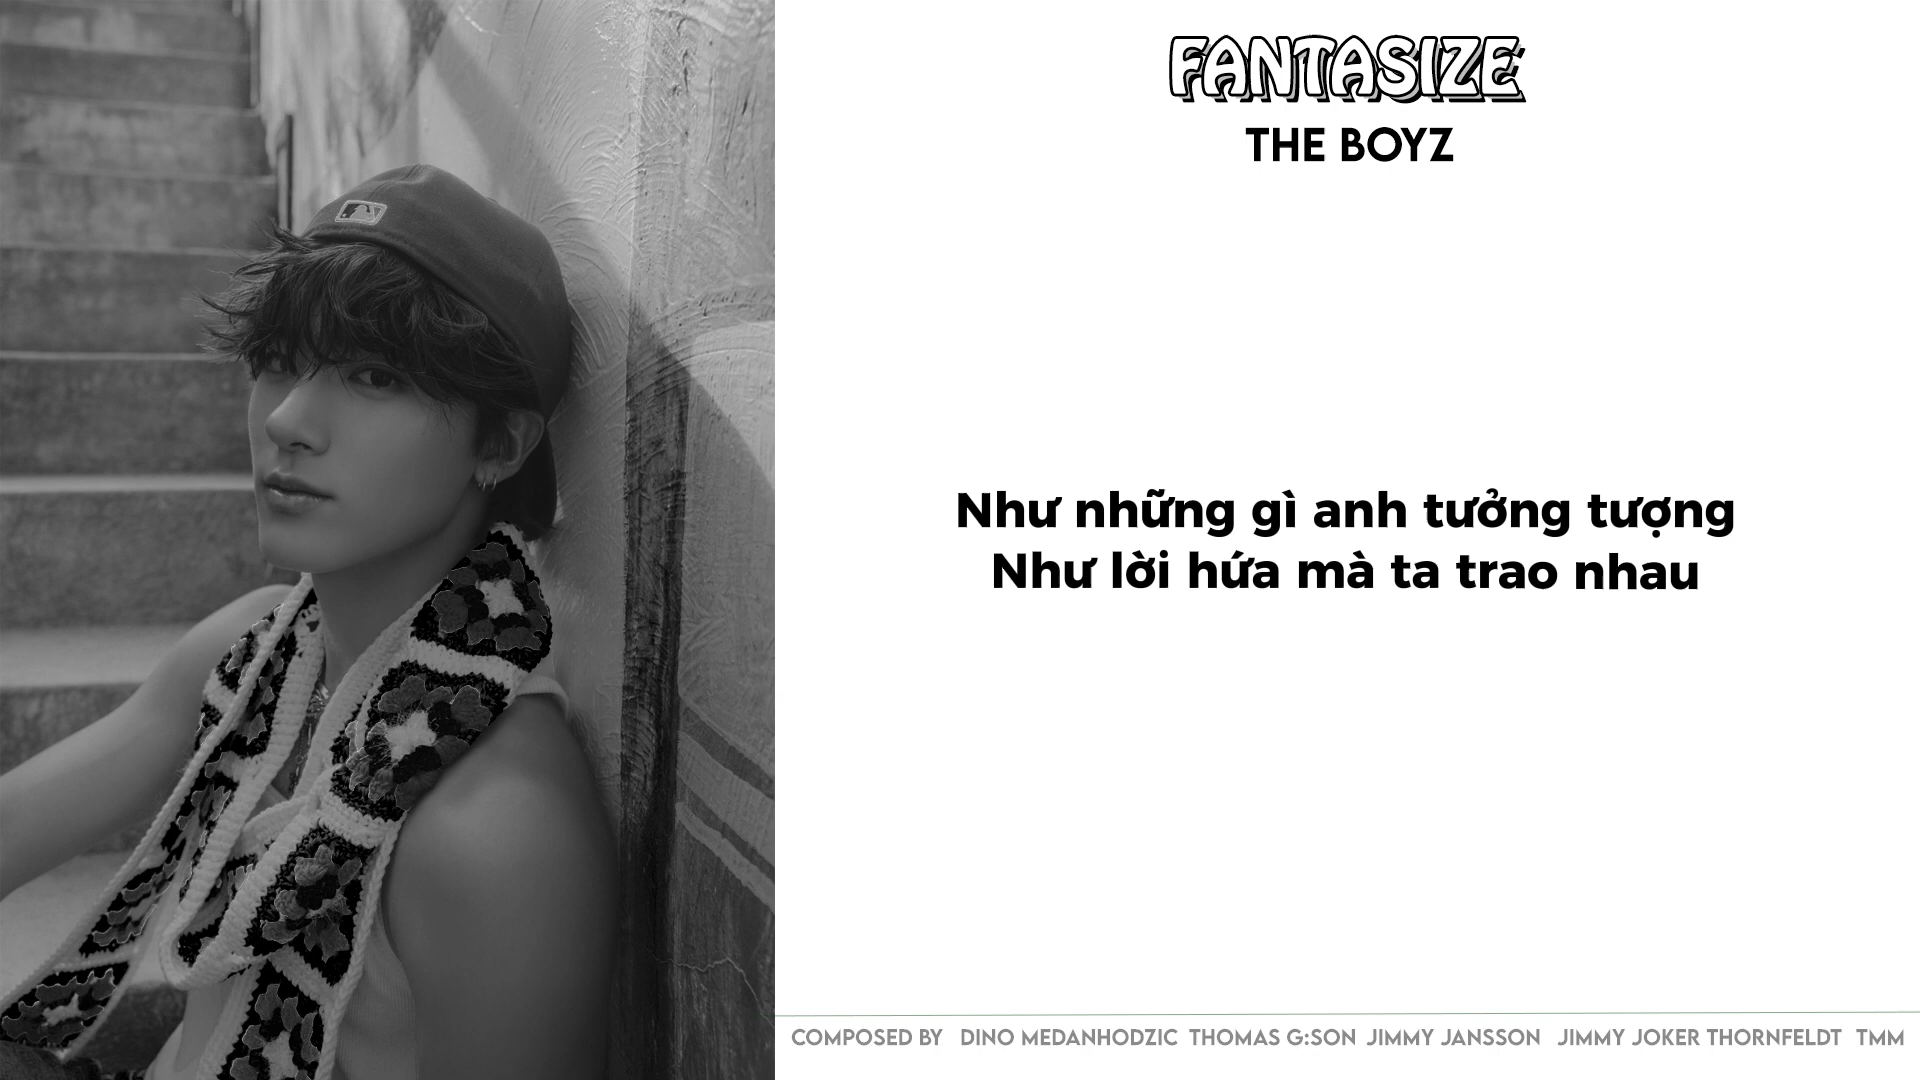 FANTASIZE
THE BOYZ
Như những gì anh tưởng tượng
Như lời hứa mà ta trao nhau
COMPOSED BY DINO MEDANHODZIC THOMAS G:SON JIMMY JANSSON JIMMY JOKER THORNFELDT TMM